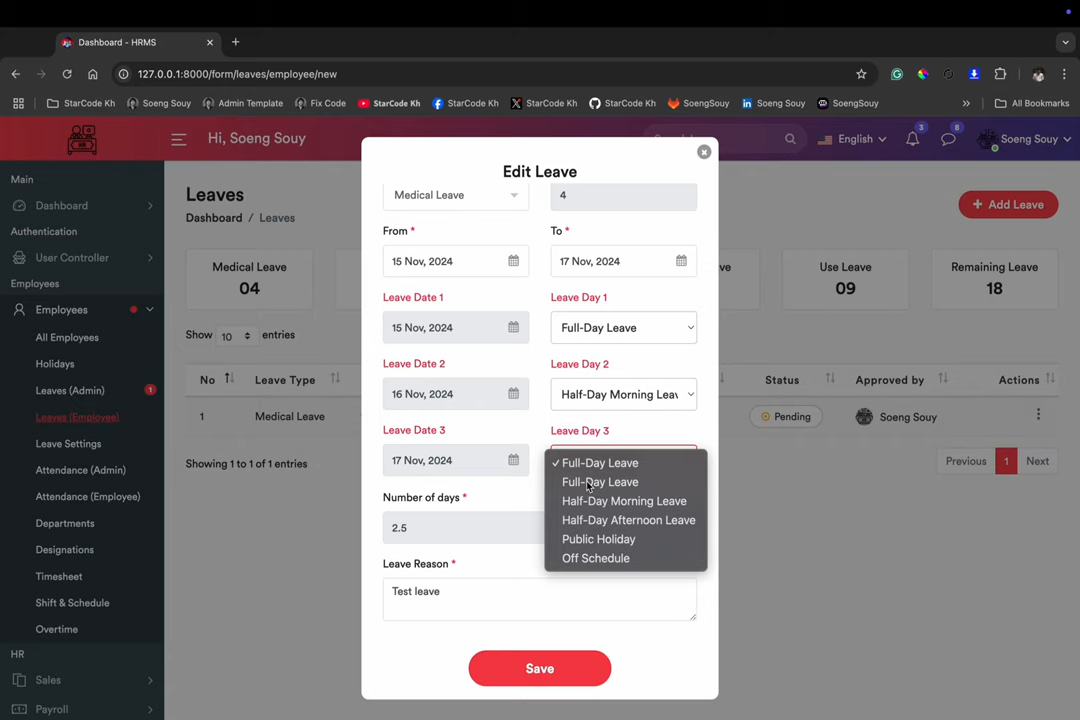 Dashboard - HRMS
127.0.0.1:8000/form/leaves/employee/new
StarCode Kh
Soeng Souy
Admin Template
Fix Code
StarCode Kh
StarCode Kh
StarCode Kh
StarCode Kh
SoengSouy
Soeng Souy
SoengSouy
All Bookmarks
HR
Hi, Soeng Souy
English
3
8
Soeng Souy
Main
Dashboard
Authentication
User Controller
Employees
Employees
All Employees
Holidays
Leaves (Admin)
1
Leaves (Employee)
Leave Settings
Attendance (Admin)
Attendance (Employee)
Departments
Designations
Timesheet
Shift & Schedule
Overtime
HR
Sales
Payroll
Leaves
Dashboard / Leaves
+ Add Leave
Medical Leave
04
Use Leave
09
Remaining Leave
18
Show 10 entries
No
Leave Type
Status
Approved by
Actions
1
Medical Leave
Pending
Soeng Souy
Showing 1 to 1 of 1 entries
Previous
1
Next
Edit Leave
Medical Leave
4
From *
To *
15 Nov, 2024
17 Nov, 2024
Leave Date 1
Leave Day 1
15 Nov, 2024
Full-Day Leave
Leave Date 2
Leave Day 2
16 Nov, 2024
Half-Day Morning Leav
Leave Date 3
Leave Day 3
17 Nov, 2024
✓ Full-Day Leave
Full-Day Leave
Half-Day Morning Leave
Half-Day Afternoon Leave
Public Holiday
Off Schedule
Number of days *
2.5
Leave Reason *
Test leave
Save